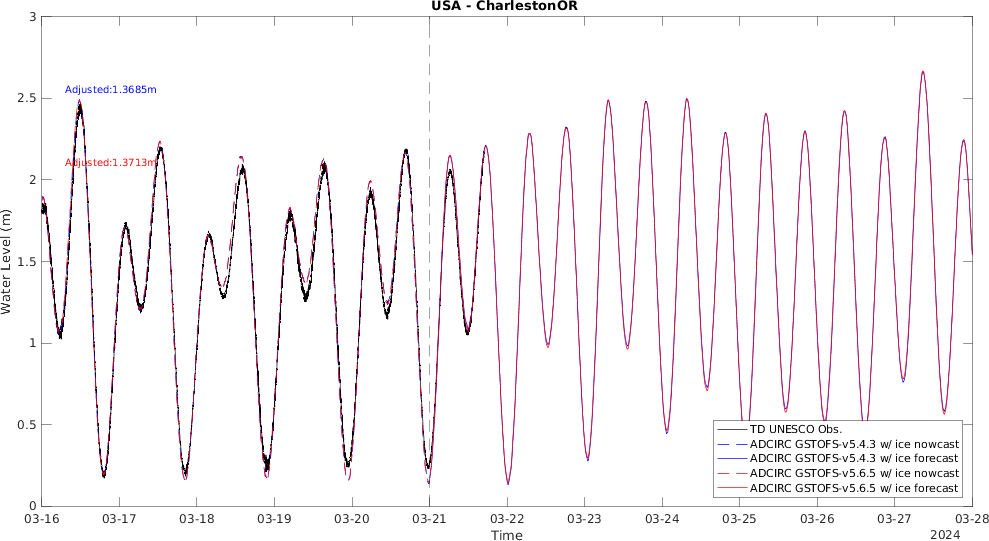 USA - CharlestonOR
3
2.5
2
1.5
1
0.5
0
Water Level (m)
Adjusted:1.3685m
Adjusted:1.3713m
TD UNESCO Obs.
ADCIRC GSTOFS-v5.4.3 w/ ice nowcast
ADCIRC GSTOFS-v5.4.3 w/ ice forecast
ADCIRC GSTOFS-v5.6.5 w/ ice nowcast
ADCIRC GSTOFS-v5.6.5 w/ ice forecast
03-16 03-17 03-18 03-19 03-20 03-21 03-22 03-23 03-24 03-25 03-26 03-27 03-28
Time
2024